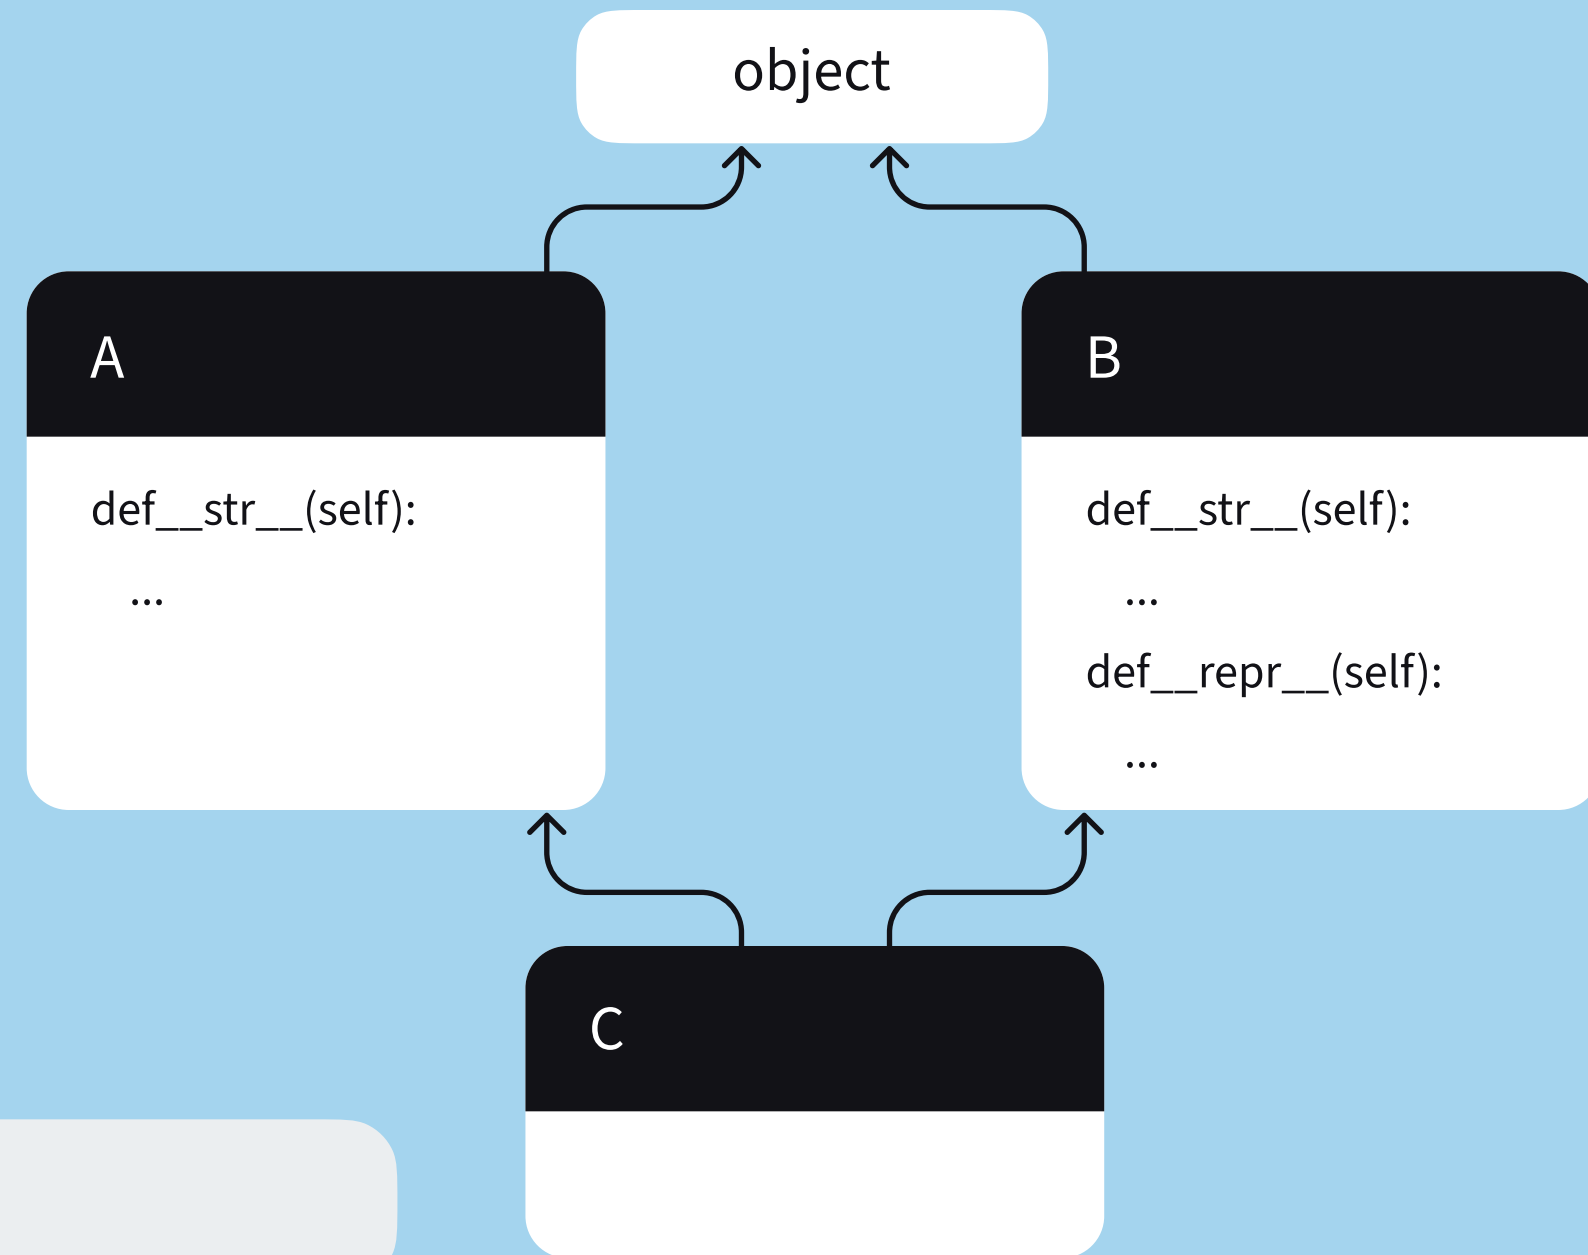 object
A
def__str__(self):
...
B
def__str__(self):
...
def__repr__(self):
...
C